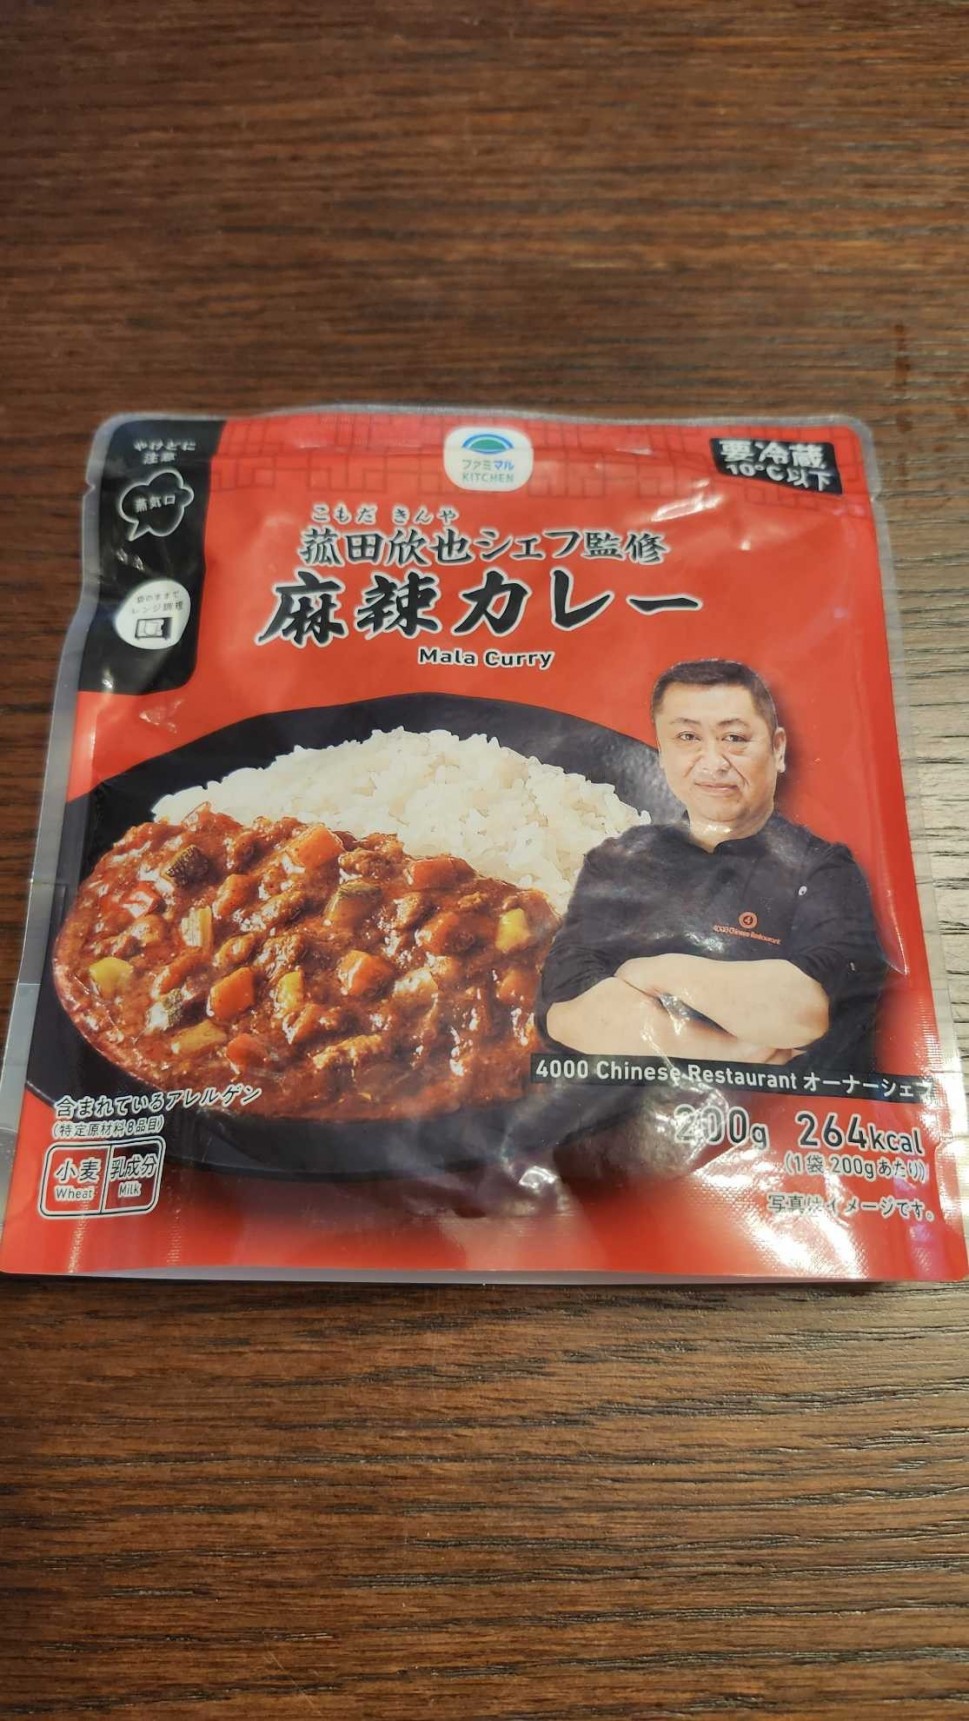 やけどに
注意
蒸気口
袋のままで
レンジ調理
ファミマル
KITCHEN
要冷蔵
10℃以下
こもだ きんや
菰田欣也シェフ監修
麻辣カレー
Mala Curry
4
4000 Chinese Restaurant
4000 Chinese Restaurant オーナーシェフ
200g 264kcal
(1袋200gあたり)
写真はイメージです。
含まれているアレルゲン
(特定原材料8品目)
小麦 乳成分
Wheat Milk